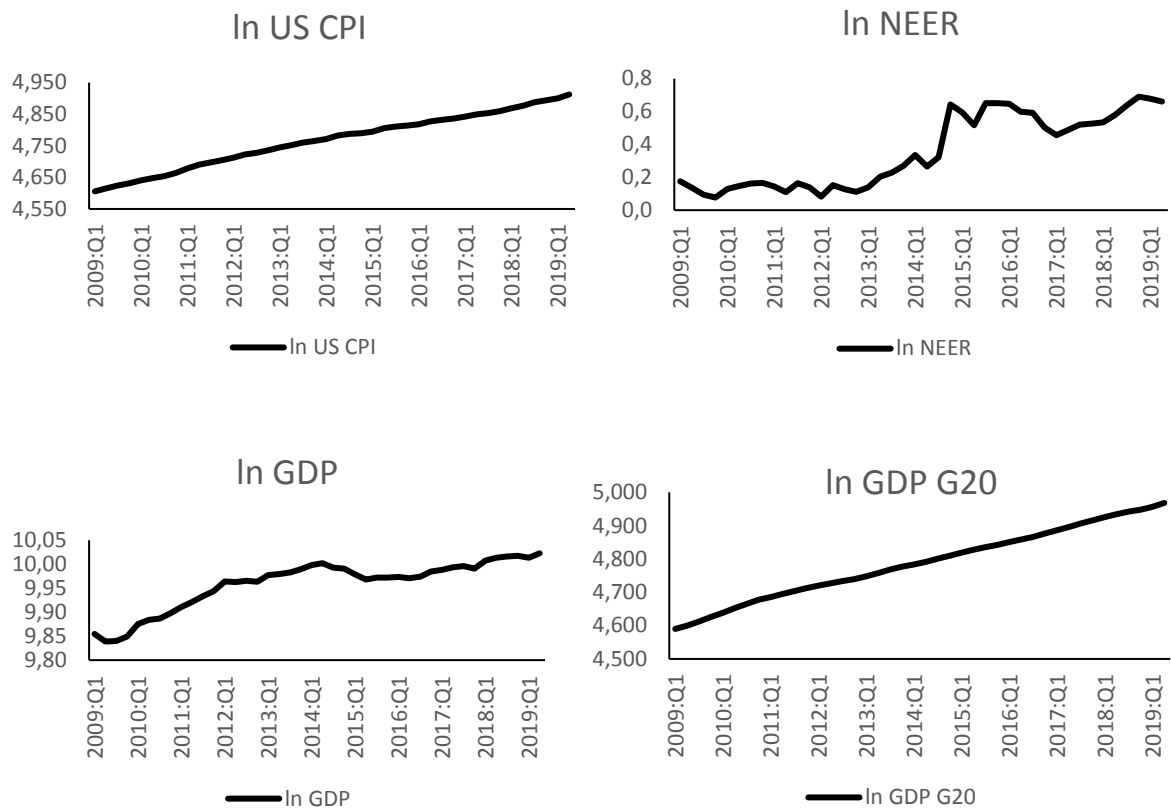 ln US CPI
4,950
4,850
4,750
4,650
4,550
2009:Q1
2010:Q1
2011:Q1
2012:Q1
2013:Q1
2014:Q1
2015:Q1
2016:Q1
2017:Q1
2018:Q1
2019:Q1
ln US CPI
ln NEER
0,8
0,6
0,4
0,2
0,0
2009:Q1
2010:Q1
2011:Q1
2012:Q1
2013:Q1
2014:Q1
2015:Q1
2016:Q1
2017:Q1
2018:Q1
2019:Q1
ln NEER
ln GDP
10,05
10,00
9,95
9,90
9,85
9,80
2009:Q1
2010:Q1
2011:Q1
2012:Q1
2013:Q1
2014:Q1
2015:Q1
2016:Q1
2017:Q1
2018:Q1
2019:Q1
ln GDP
ln GDP G20
5,000
4,900
4,800
4,700
4,600
4,500
2009:Q1
2010:Q1
2011:Q1
2012:Q1
2013:Q1
2014:Q1
2015:Q1
2016:Q1
2017:Q1
2018:Q1
2019:Q1
ln GDP G20